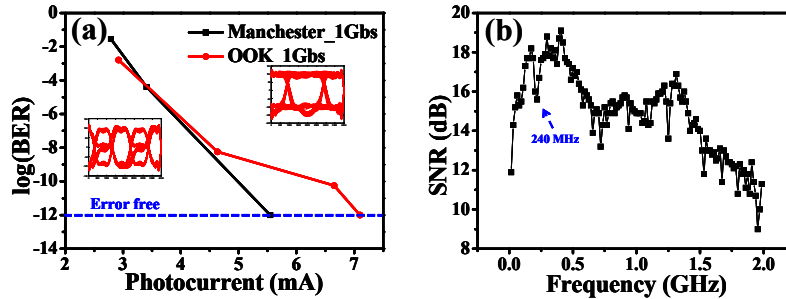 (a)
Manchester_1Gbs
OOK_1Gbs
Error free
log(BER)
-0
-2
-4
-6
-8
-10
-12
-14
2 3 4 5 6 7
Photocurrent (mA)
(b)
240 MHz
SNR (dB)
20
18
16
14
12
10
8
0.0 0.5 1.0 1.5 2.0
Frequency (GHz)